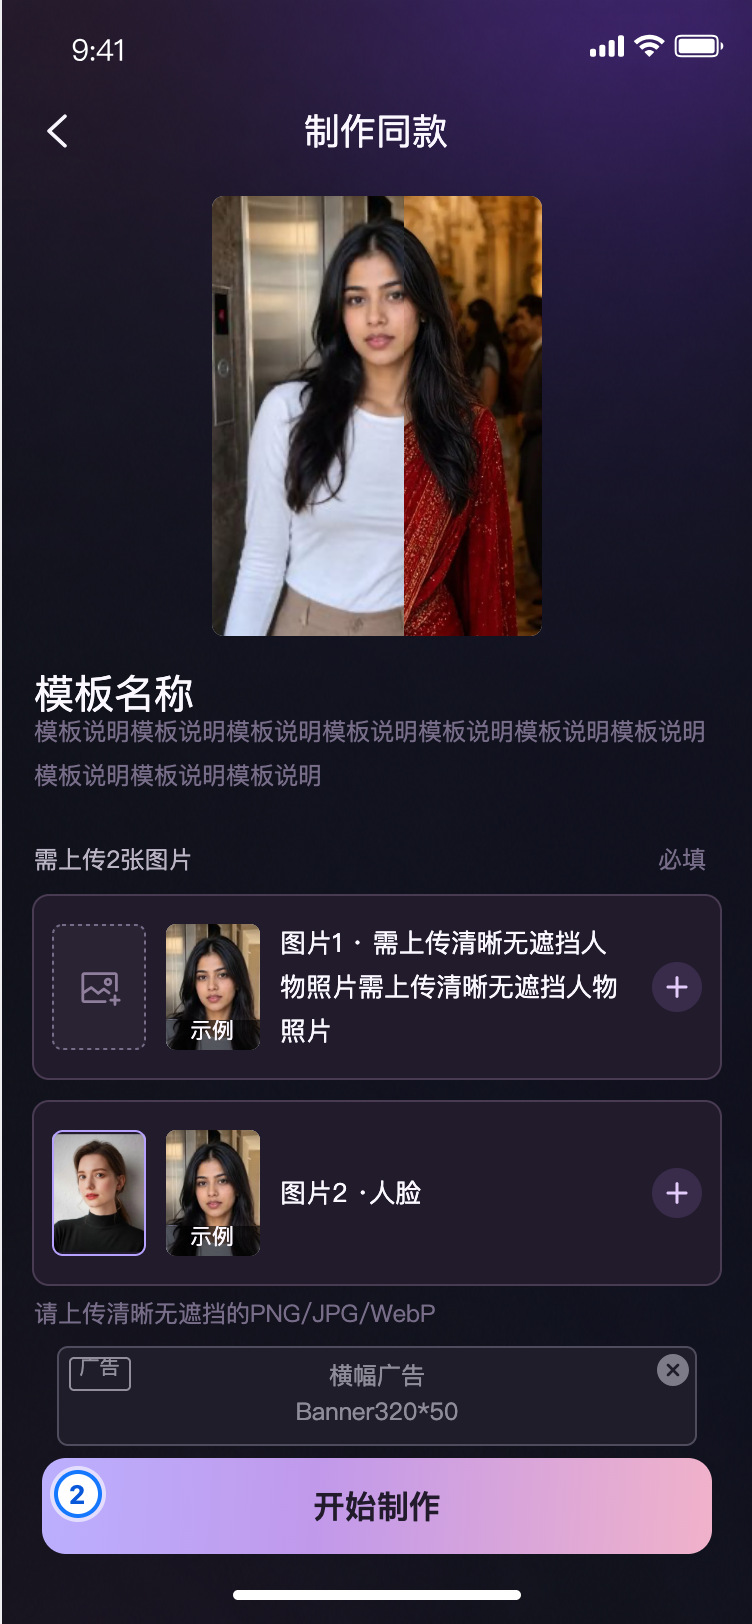 9:41
制作同款
模板名称
模板说明模板说明模板说明模板说明模板说明模板说明模板说明
模板说明模板说明模板说明
需上传2张图片
必填
示例
图片1 · 需上传清晰无遮挡人
物照片需上传清晰无遮挡人物
照片
示例
图片2 ·人脸
请上传清晰无遮挡的PNG/JPG/WebP
广告
横幅广告
Banner320*50
2
开始制作